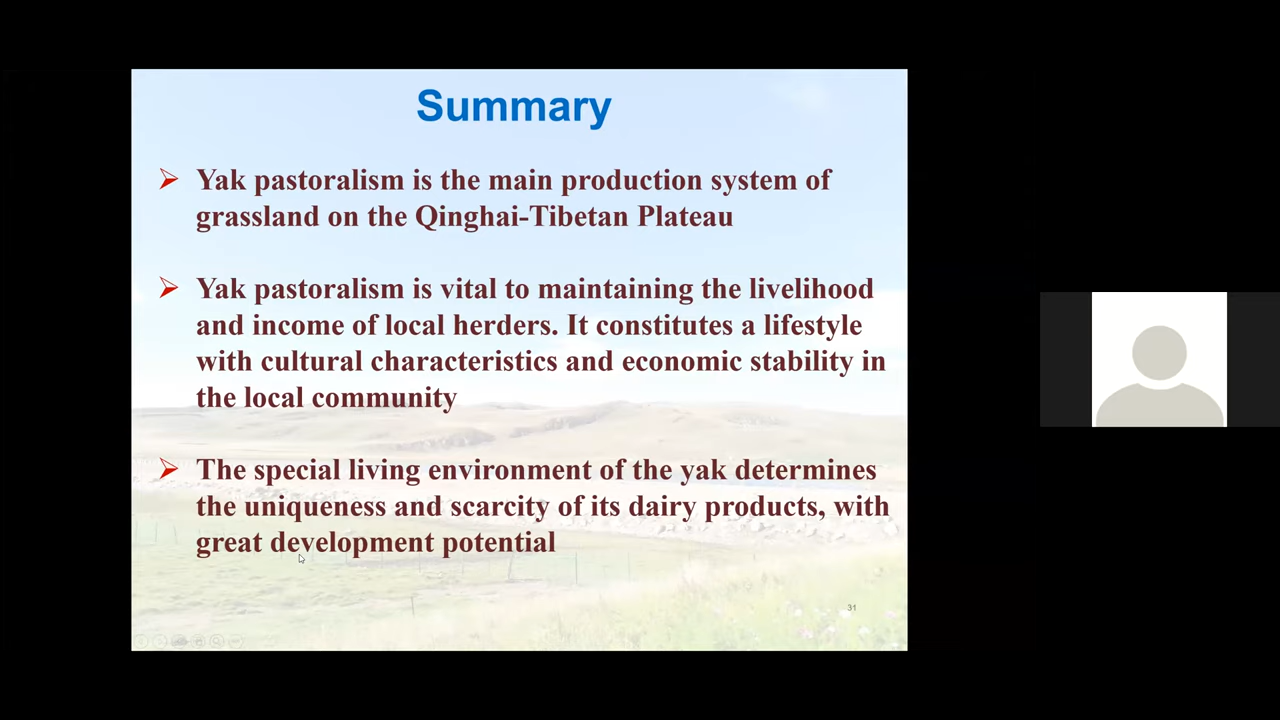 Summary
Yak pastoralism is the main production system of
grassland on the Qinghai-Tibetan Plateau
Yak pastoralism is vital to maintaining the livelihood
and income of local herders. It constitutes a lifestyle
with cultural characteristics and economic stability in
the local community
The special living environment of the yak determines
the uniqueness and scarcity of its dairy products, with
great development potential
31